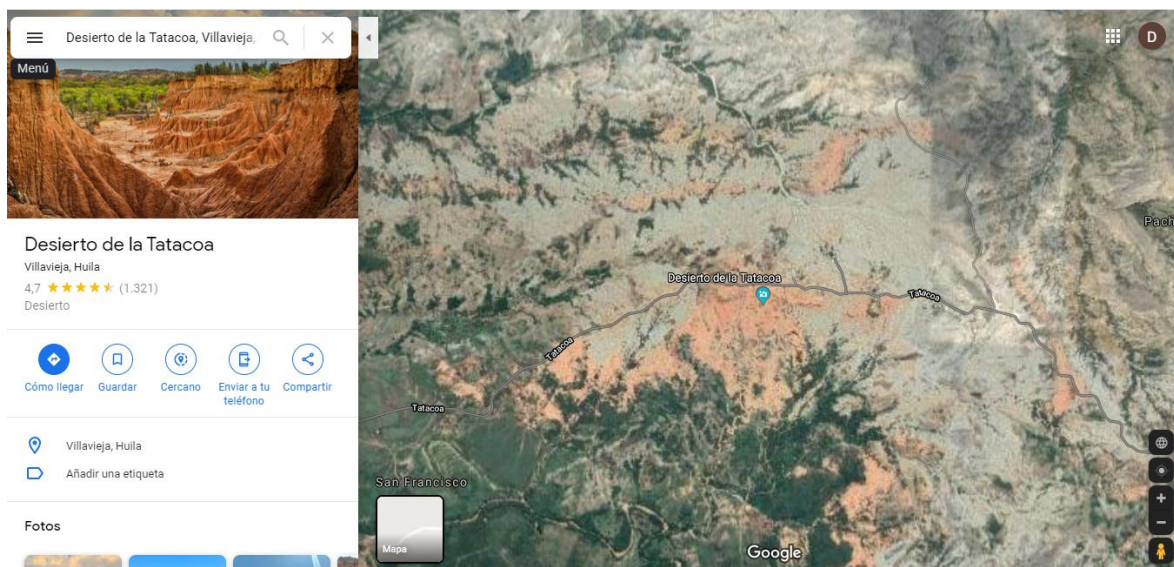 Desierto de la Tatacoa, Villavieja,
Menú
Desierto de la Tatacoa
Villavieja, Huila
4,7 (1.321)
Desierto
Cómo llegar
Guardar
Cercano
Enviar a tu
teléfono
Compartir
Villavieja, Huila
Añadir una etiqueta
Fotos
D
Pach
Desierto de la Tatacoa
Tatacoa
Tatacoa
Tatacoa
San Francisco
Mapa
Google